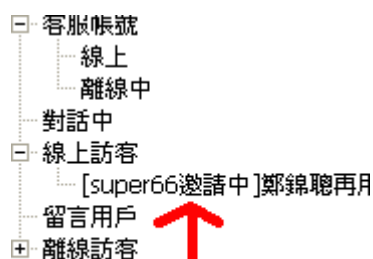 客服帳號
線上
離線中
對話中
線上訪客
[super66邀請中]鄭錦聰再用
留言用戶
離線訪客